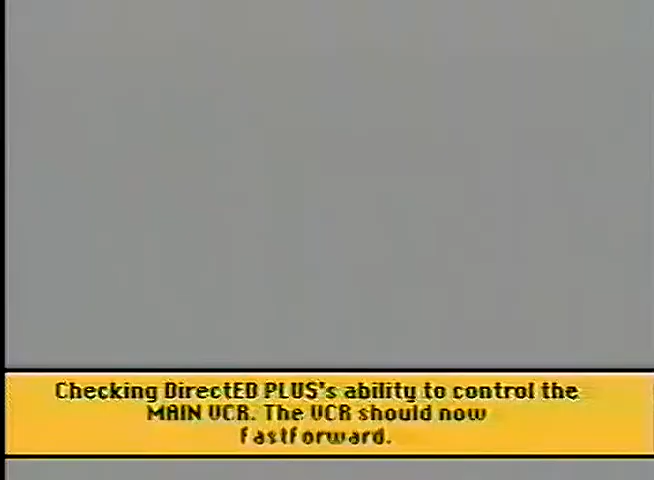 Checking DirectED PLUS's ability to control the
MAIN VCR. The VCR should now
fastforward.